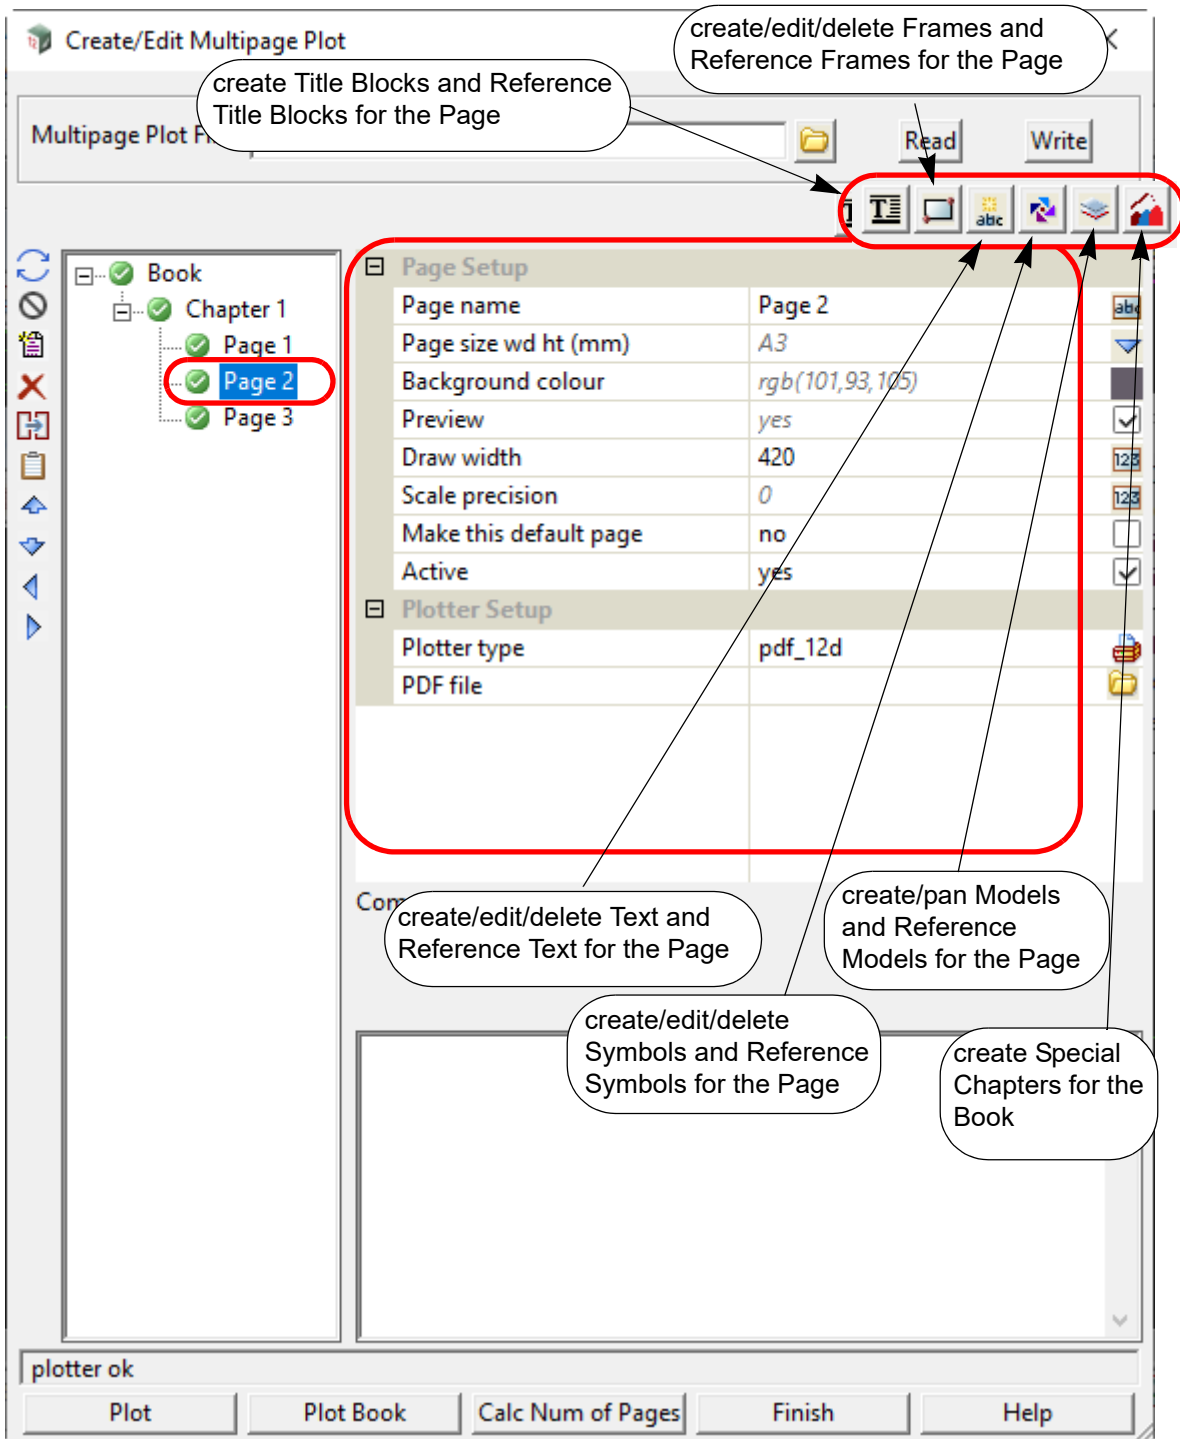 create/edit/delete Frames and
Reference Frames for the Page
Create/Edit Multipage Plot
create Title Blocks and Reference
Title Blocks for the Page
Multipage Plot
Read
Write
abc
Book
Chapter 1
Page 1
Page 2
Page 3
Page Setup
Page name Page 2
Page size wd ht (mm) A3
Background colour rgb(101,93,105)
Preview yes
Draw width 420 123
Scale precision 0 123
Make this default page no
Active yes
Plotter Setup
Plotter type pdf_12d
PDF file
create/edit/delete Text and
Reference Text for the Page
create/pan Models
and Reference
Models for the Page
create/edit/delete
Symbols and Reference
Symbols for the Page
create Special
Chapters for the
Book
plotter ok
Plot
Plot Book
Calc Num of Pages
Finish
Help